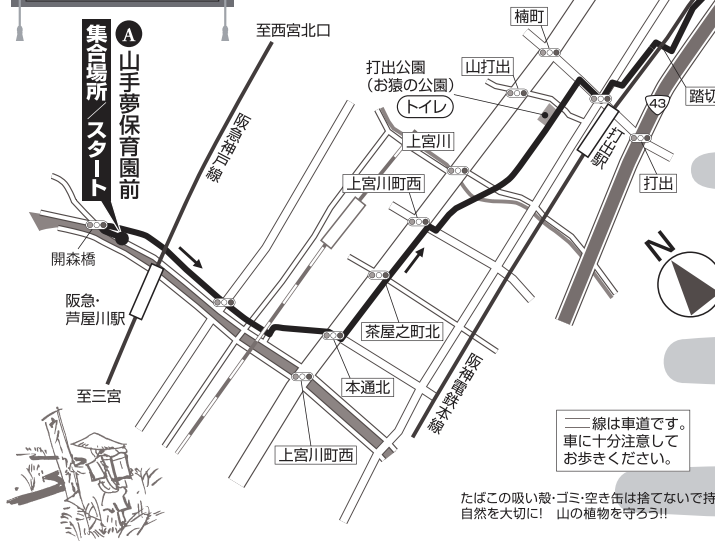 A 山手夢保育園前
集合場所/スタート
至西宮北口
阪急神戸線
打出公園
(お猿の公園)
トイレ
楠町
山打出
上宮川
上宮川町西
43
踏切
打出駅
打出
N
開森橋
阪急・
芦屋川駅
至三宮
茶屋之町北
本通北
上宮川町西
阪神電鉄本線
線は車道です。
車に十分注意して
お歩きください。
たばこの吸い殻・ゴミ・空き缶は捨てないで持
自然を大切に! 山の植物を守ろう!!